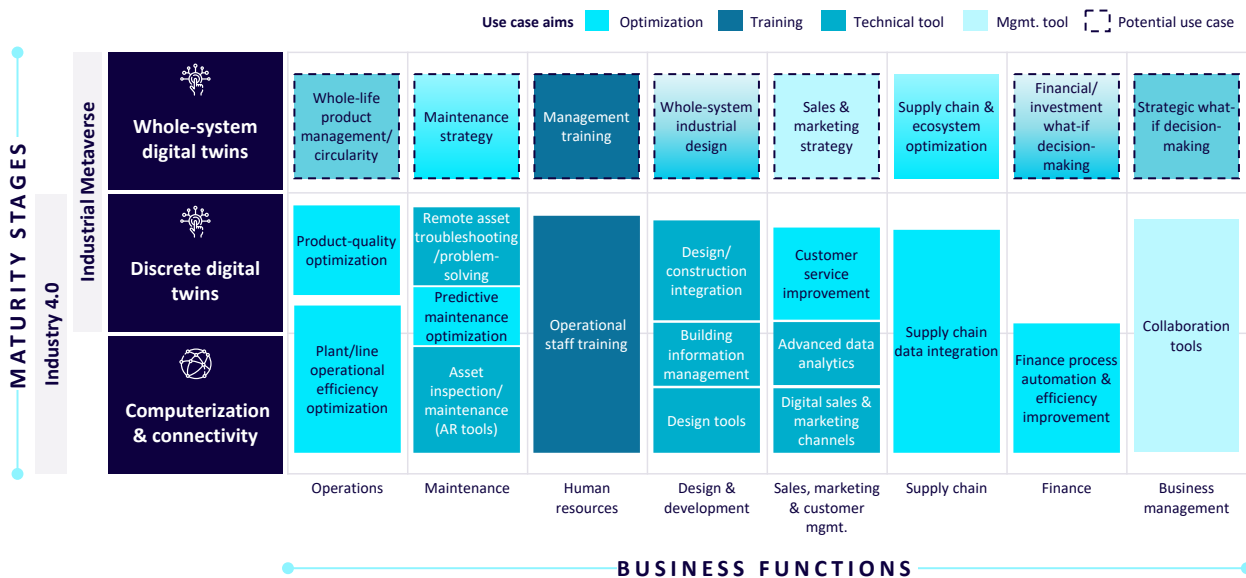 Use case aims
Optimization
Training
Technical tool
Mgmt. tool
Potential use case
MATURITY STAGES
Industrial Metaverse
Industry 4.0
Whole-system
digital twins
Whole-life
product
management/
circularity
Maintenance
strategy
Management
training
Whole-system
industrial
design
Sales &
marketing
strategy
Supply chain &
ecosystem
optimization
Financial/
investment
what-if
decision-
making
Strategic what-
if decision-
making
Discrete digital
twins
Computerization
& connectivity
Product-quality
optimization
Plant/line
operational
efficiency
optimization
Remote asset
troubleshooting
/problem-
solving
Predictive
maintenance
optimization
Asset
inspection/
maintenance
(AR tools)
Operational
staff training
Design/
construction
integration
Building
information
management
Design tools
Customer
service
improvement
Advanced data
analytics
Digital sales &
marketing
channels
Supply chain
data integration
Finance process
automation &
efficiency
improvement
Collaboration
tools
Operations
Maintenance
Human
resources
Design &
development
Sales, marketing
& customer
mgmt.
Supply chain
Finance
Business
management
BUSINESS FUNCTIONS